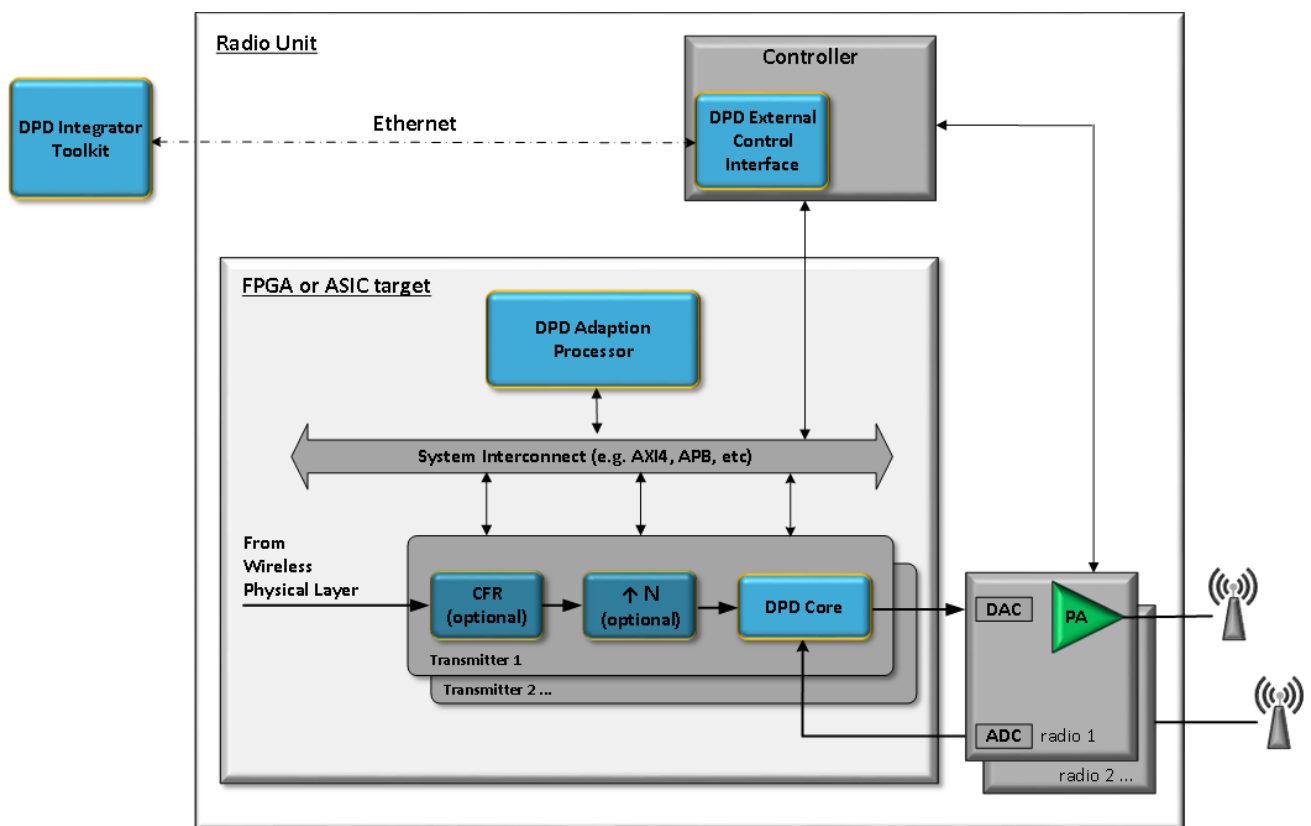 Radio Unit
Controller
DPD Integrator
Toolkit
Ethernet
DPD External
Control
Interface
FPGA or ASIC target
DPD Adaption
Processor
System Interconnect (e.g. AXI4, APB, etc)
From
Wireless
Physical Layer
CFR
(optional)
↑ N
(optional)
DPD Core
DAC
PA
Transmitter 1
Transmitter 2 ...
ADC
radio 1
radio 2 ...